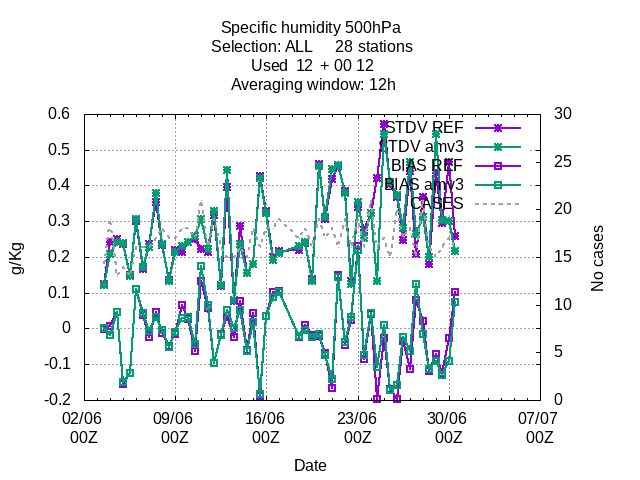 Specific humidity 500hPa
Selection: ALL 28 stations
Used 12 + 00 12
Averaging window: 12h
STDV REF
STDV amv3
BIAS REF
BIAS amv3
CASES
0.6
0.5
0.4
0.3
0.2
0.1
0
-0.1
-0.2
g/Kg
30
25
20
15
10
5
0
No cases
02/06 09/06 16/06 23/06 30/06 07/07
00Z 00Z 00Z 00Z 00Z 00Z
Date